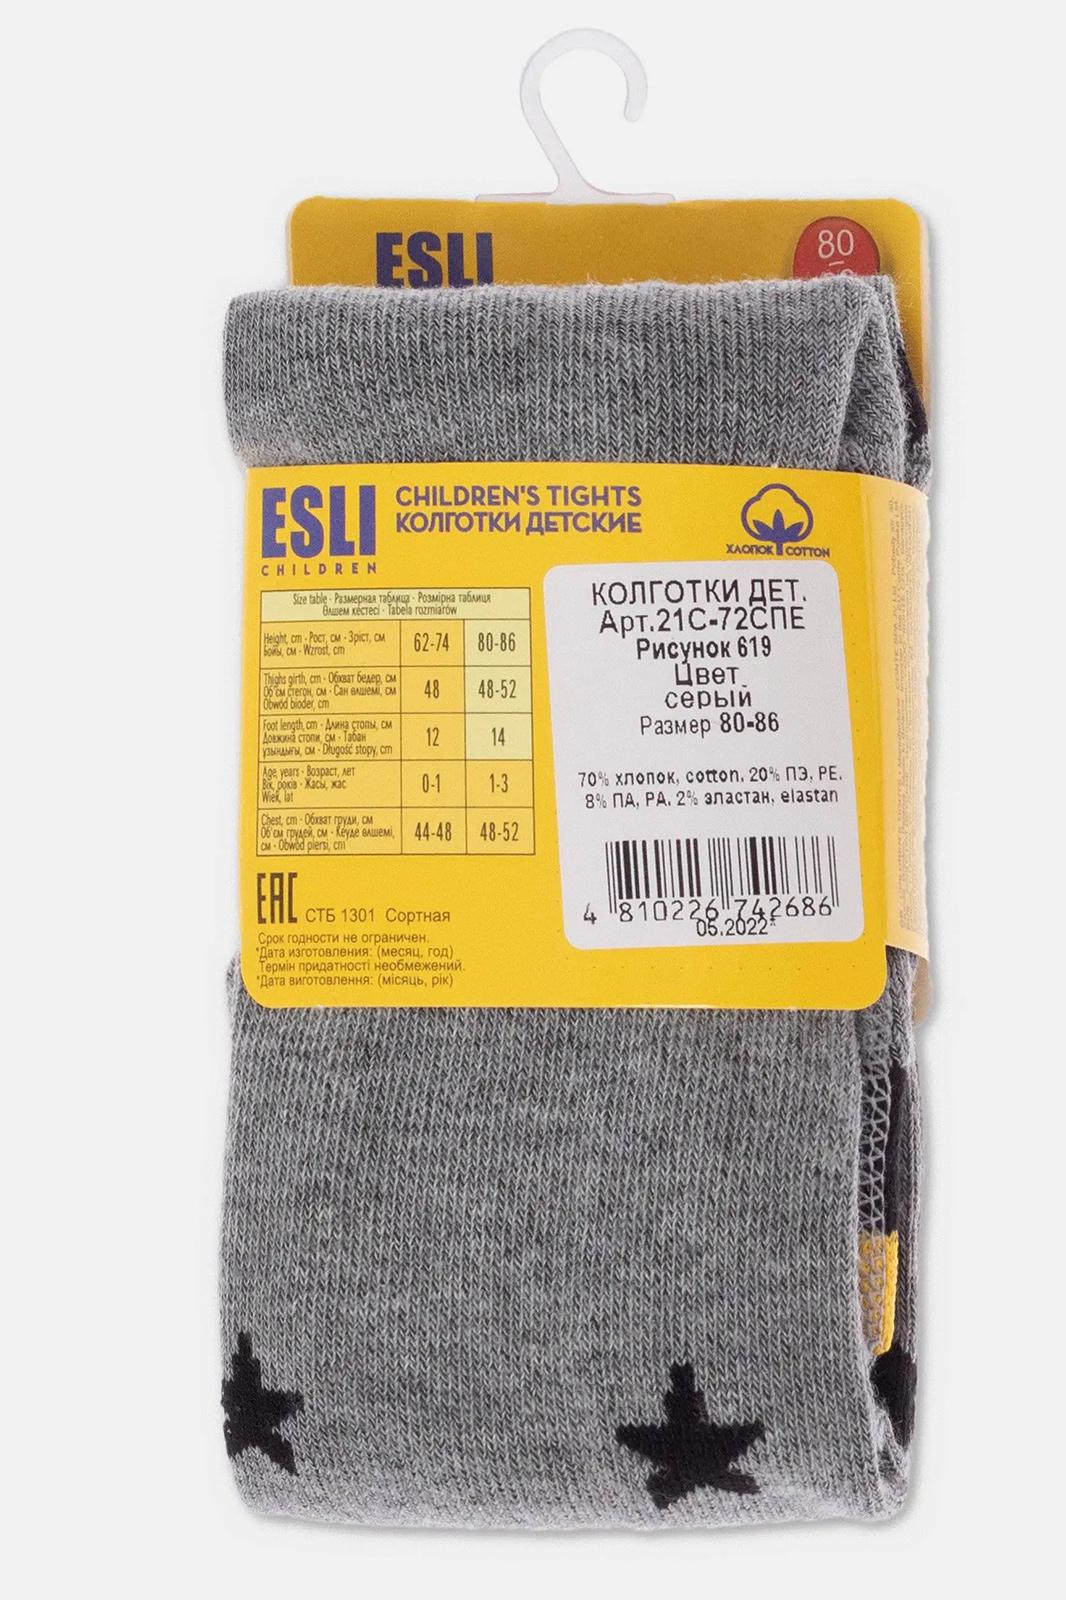 ESLI
80
ESLI
CHILDREN
CHILDREN'S TIGHTS
КОЛГОТКИ ДЕТСКИЕ
ХЛОПОК COTTON
Size table - Размерная таблица - Розмірна таблиця
Өлшем кестесі - Tabela rozmiarów
Height, cm - Рост, см - Зріст, см
Бойы, см - Wzrost, cm
62-74 80-86
Thighs girth, cm - Обхват бедер, см
Об'єм стегон, см - Сан өлшемі, см
Obwód bioder, cm
48 48-52
Foot length, cm - Длина стопы, см
Довжина стопи, см - Табан
ұзындығы, см - Długość stopy, cm
12 14
Age, years - Возраст, лет
Вік, років - Жасы, жас
Wiek, lat
0-1 1-3
Chest, cm - Обхват груди, см
Об'єм грудей, см - Кеуде өлшемі,
см - Obwód piersi, cm
44-48 48-52
EAC СТБ 1301 Сортная
Срок годности не ограничен.
*Дата изготовления: (месяц, год)
Термін придатності необмежений.
*Дата виготовлення: (місяць, рік)
КОЛГОТКИ ДЕТ.
Арт.21С-72СПЕ
Рисунок 619
Цвет
серый
Размер 80-86
70% хлопок, cotton, 20% ПЭ, PE.
8% ПА, PA. 2% эластан, elastan
4 810226 742686
05.2022*